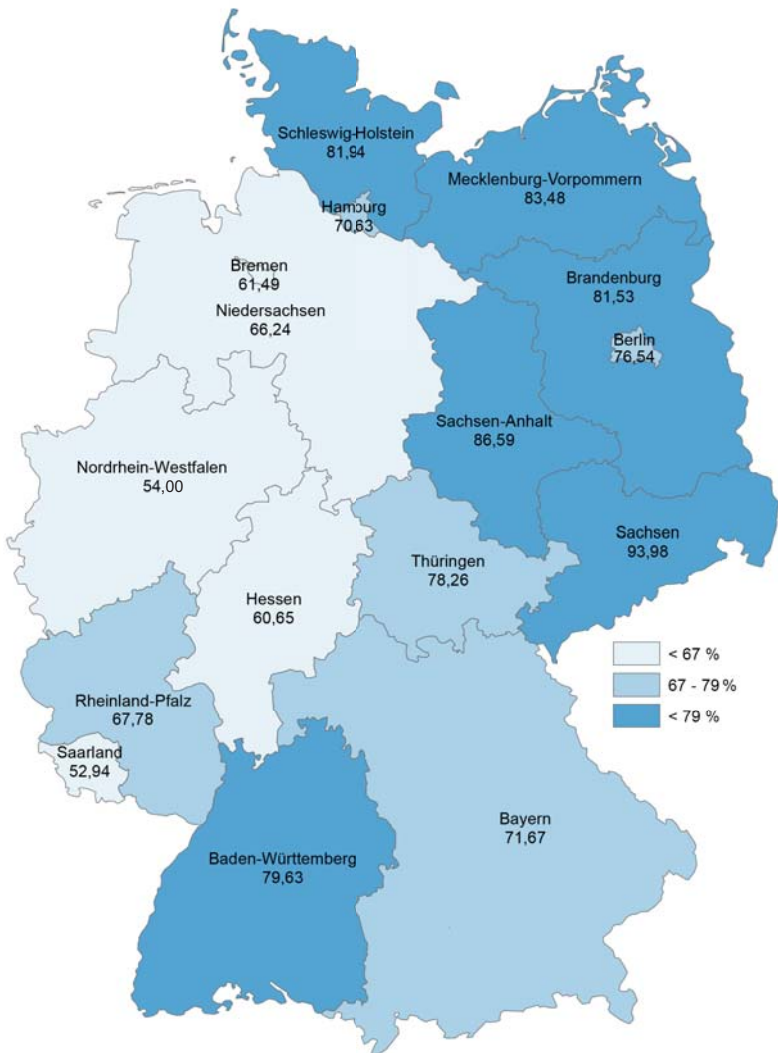 Schleswig-Holstein
81,94
Mecklenburg-Vorpommern
83,48
Hamburg
70,63
Bremen
61,49
Niedersachsen
66,24
Brandenburg
81,53
Berlin
76,54
Sachsen-Anhalt
86,59
Nordrhein-Westfalen
54,00
Sachsen
93,98
Thüringen
78,26
Hessen
60,65
< 67 %
67 - 79 %
< 79 %
Rheinland-Pfalz
67,78
Saarland
52,94
Bayern
71,67
Baden-Württemberg
79,63